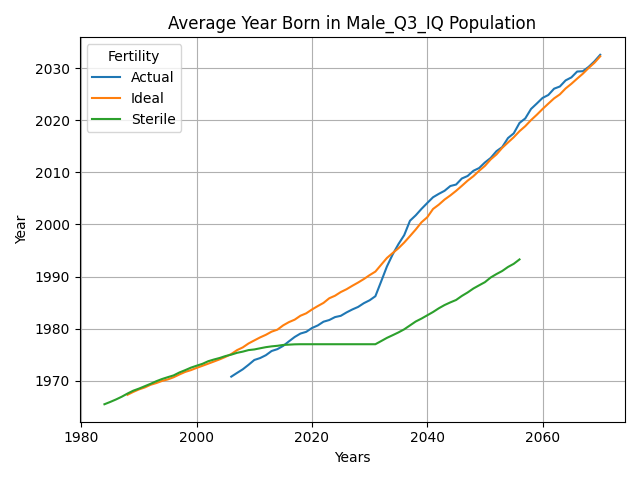 Average Year Born in Male_Q3_IQ Population
Fertility
Actual
Ideal
Sterile
2030
2020
2010
2000
1990
1980
1970
Year
1980
2000
2020
2040
2060
Years